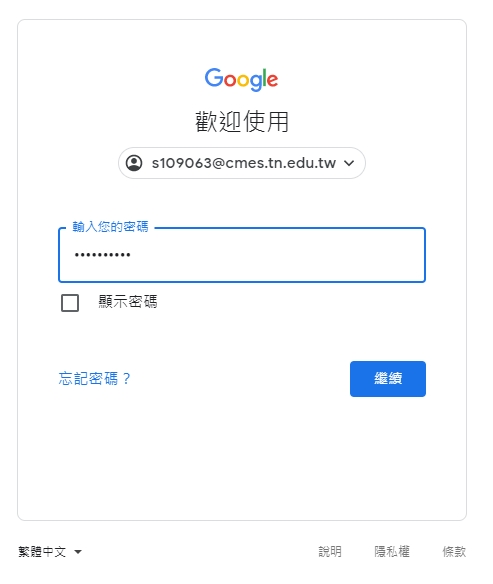 Google
歡迎使用
s109063@cmes.tn.edu.tw
輸入您的密碼
••••••••••
顯示密碼
忘記密碼？ 繼續
繁體中文 說明 隱私權 條款